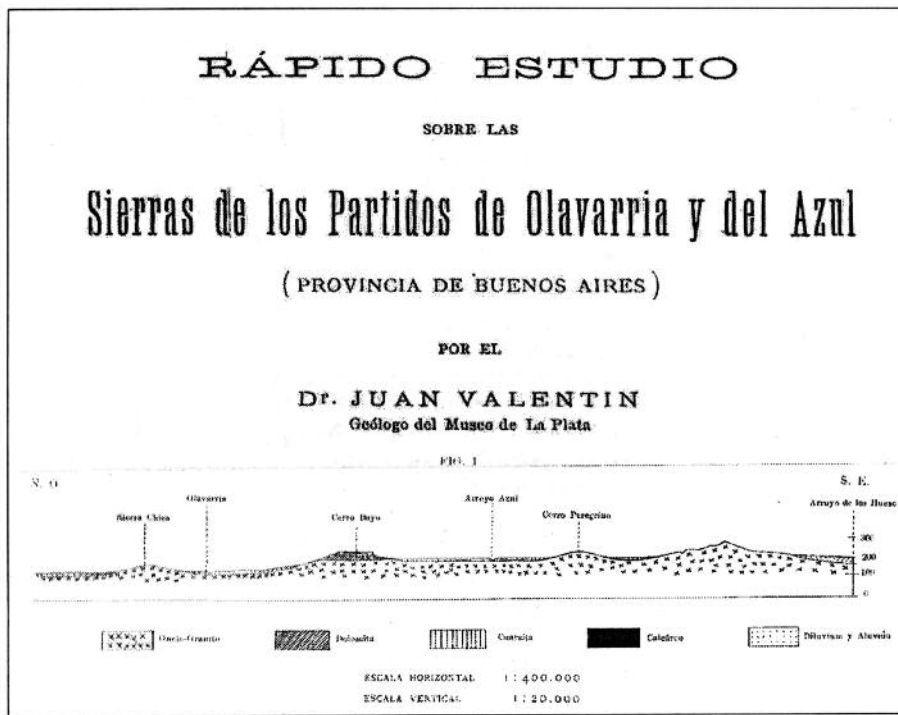 RÁPIDO ESTUDIO
SOBRE LAS
Sierras de los Partidos de Olavarria y del Azul
(PROVINCIA DE BUENOS AIRES)
POR EL
Dr. JUAN VALENTIN
Geólogo del Museo de La Plata
FIG. 1
N. O S. E.
Olavarria Arroyo Azul Arroyo de los Huesos
Sierra Chica Cerro Bayo Cerro Peregrino
300
200
100
0
Gneis-Granito Dolomita Cuarcita Calcáreo Diluvium y Aluvium
ESCALA HORIZONTAL 1:400.000
ESCALA VERTICAL 1:20.000